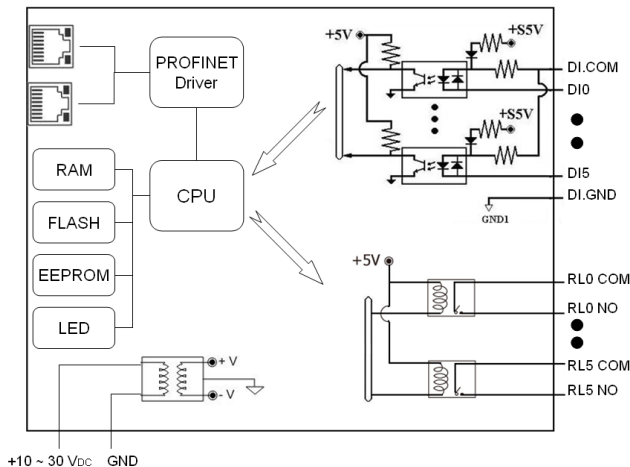 PROFINET
Driver
CPU
RAM
FLASH
EEPROM
LED
+5V
+S5V
+S5V
DI.COM
DI0
DI5
DI.GND
GND1
+5V
RL0 COM
RL0 NO
RL5 COM
RL5 NO
+ V
- V
+10 ~ 30 VDC
GND